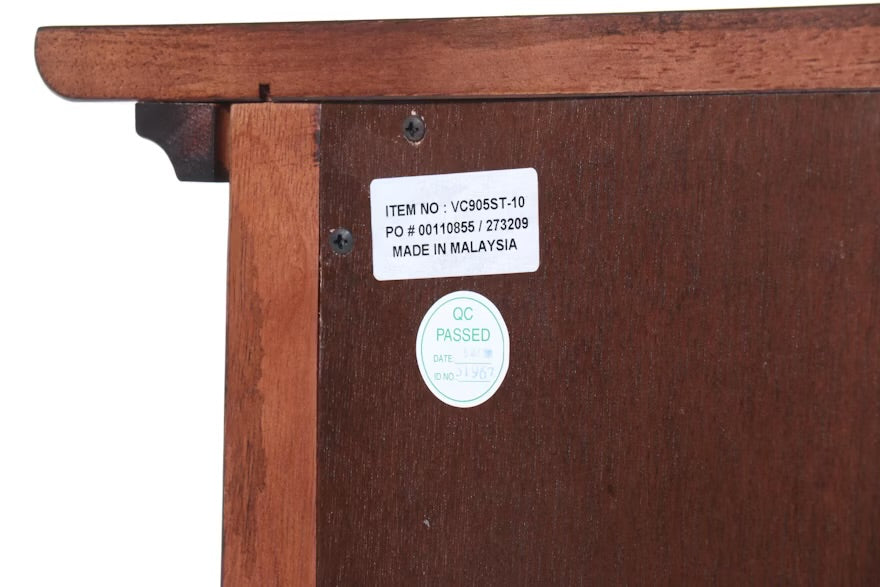 ITEM NO : VC905ST-10
PO # 00110855 / 273209
MADE IN MALAYSIA
QC
PASSED
DATE:
ID NO: